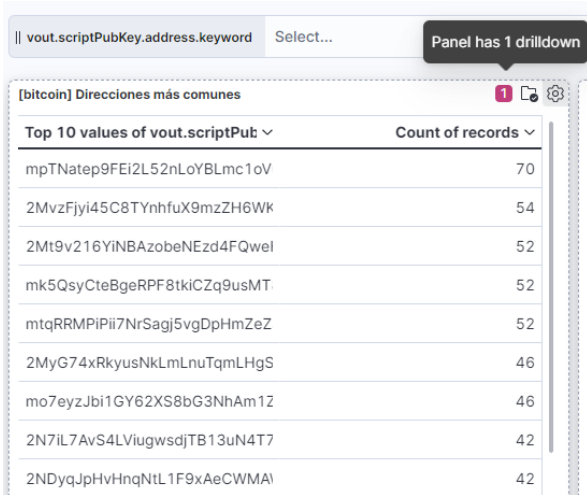 vout.scriptPubKey.address.keyword Select...
Panel has 1 drilldown
[bitcoin] Direcciones más comunes 1
Top 10 values of vout.scriptPub Count of records
mpTNatep9FEi2L52nLoYBLmc1oV 70
2MvzFjyi45C8TYnhfuX9mzZH6WK 54
2Mt9v216YiNBAzobeNEzd4FQwel 52
mk5QsyCteBgeRPF8tkiCZq9usMT 52
mtqRRMPiPii7NrSagj5vgDpHmZeZ 52
2MyG74xRkyusNkLmLnuTqmLHgS 46
mo7eyzJbi1GY62XS8bG3NhAm1Z 46
2N7iL7AvS4LViugwsdjTB13uN4T7 42
2NDyqJpHvHnqNtL1F9xAeCWMA 42